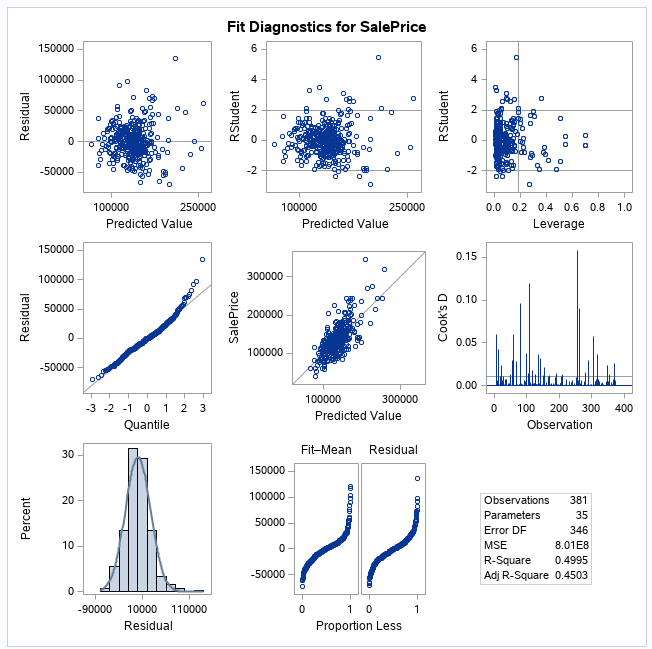 Fit Diagnostics for SalePrice
150000
100000
50000
0
-50000
Residual
100000 250000
Predicted Value
6
4
2
0
-2
RStudent
100000 250000
Predicted Value
6
4
2
0
-2
RStudent
0.0 0.2 0.4 0.6 0.8 1.0
Leverage
150000
100000
50000
0
-50000
Residual
-3 -2 -1 0 1 2 3
Quantile
300000
200000
100000
SalePrice
100000 300000
Predicted Value
0.15
0.10
0.05
0.00
Cook's D
0 100 200 300 400
Observation
30
20
10
0
Percent
-90000 10000 110000
Residual
Fit–Mean Residual
150000
100000
50000
0
-50000
0 1 0 1
Proportion Less
Observations 381
Parameters 35
Error DF 346
MSE 8.01E8
R-Square 0.4995
Adj R-Square 0.4503